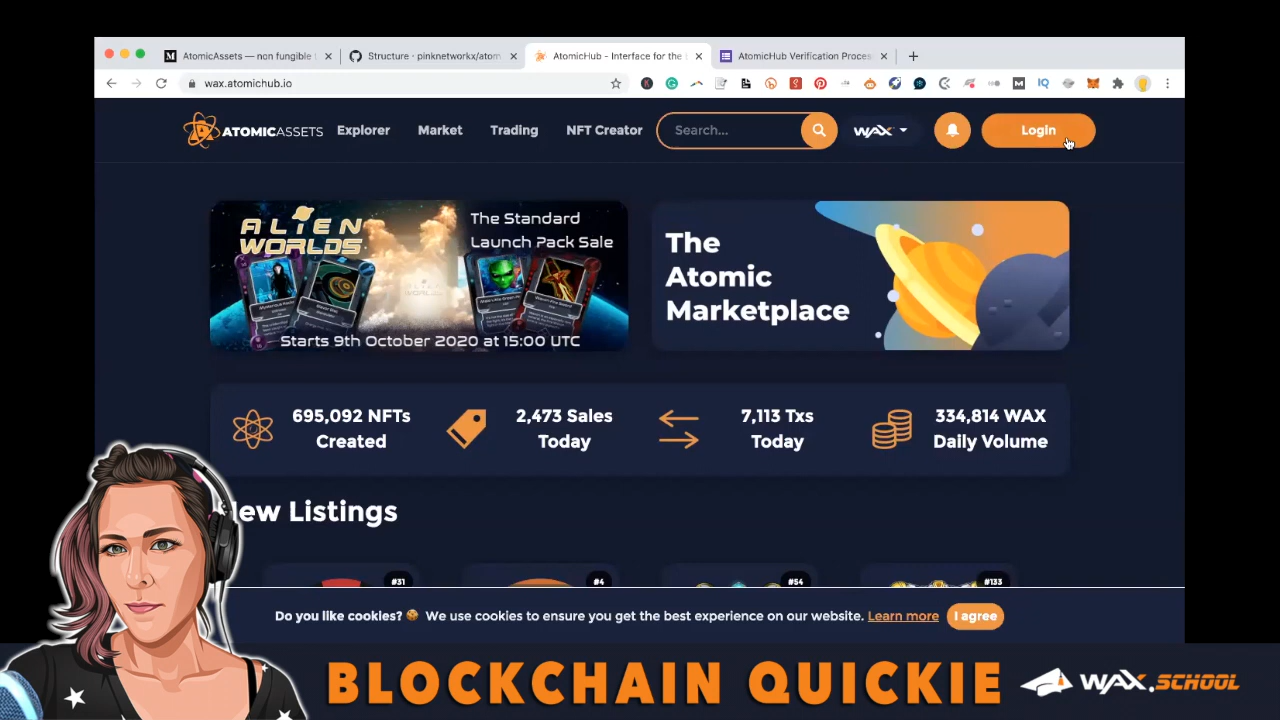 AtomicAssets — non fungible
Structure · pinknetworkx/atom
AtomicHub - Interface for the
AtomicHub Verification Proces
wax.atomichub.io
ATOMICASSETS
Explorer
Market
Trading
NFT Creator
Search...
WAX
Login
ALIEN
WORLDS
The Standard
Launch Pack Sale
Starts 9th October 2020 at 15:00 UTC
The
Atomic
Marketplace
695,092 NFTs
Created
2,473 Sales
Today
7,113 Txs
Today
334,814 WAX
Daily Volume
New Listings
#31
#4
#54
#133
Do you like cookies? We use cookies to ensure you get the best experience on our website. Learn more
I agree
BLOCKCHAIN QUICKIE
WAX.SCHOOL